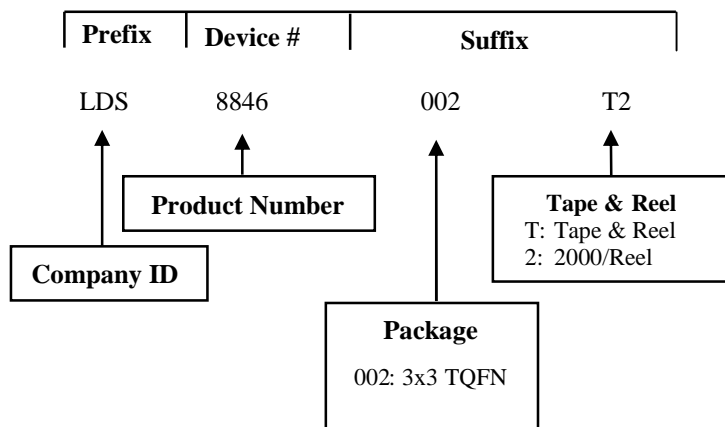 Prefix Device # Suffix
LDS 8846 002 T2
Product Number
Tape & Reel
T: Tape & Reel
2: 2000/Reel
Company ID
Package
002: 3x3 TQFN